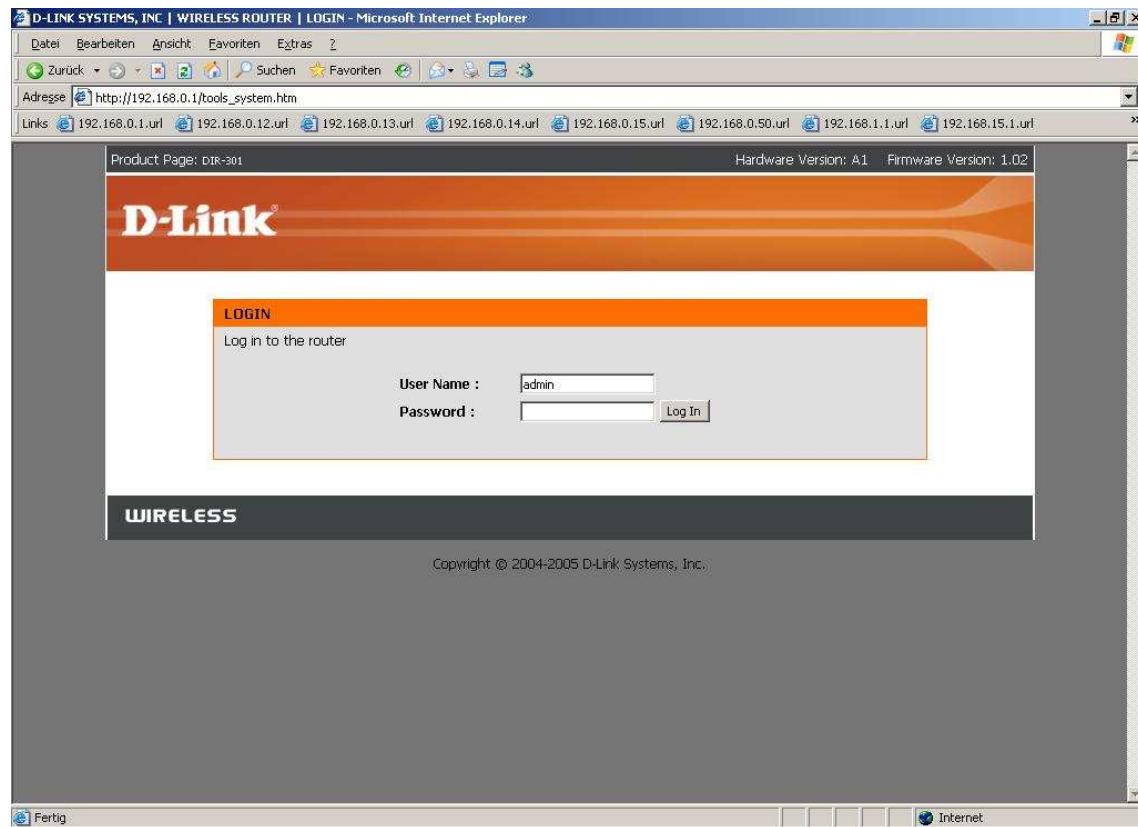 D-LINK SYSTEMS, INC | WIRELESS ROUTER | LOGIN - Microsoft Internet Explorer
Datei Bearbeiten Ansicht Favoriten Extras ?
Zurück Suchen Favoriten
Adresse http://192.168.0.1/tools_system.htm
Links 192.168.0.1.url 192.168.0.12.url 192.168.0.13.url 192.168.0.14.url 192.168.0.15.url 192.168.0.50.url 192.168.1.1.url 192.168.15.1.url »
Product Page: DIR-301 Hardware Version: A1 Firmware Version: 1.02
D-Link®
LOGIN
Log in to the router
User Name : admin
Password : Log In
WIRELESS
Copyright © 2004-2005 D-Link Systems, Inc.
Fertig Internet